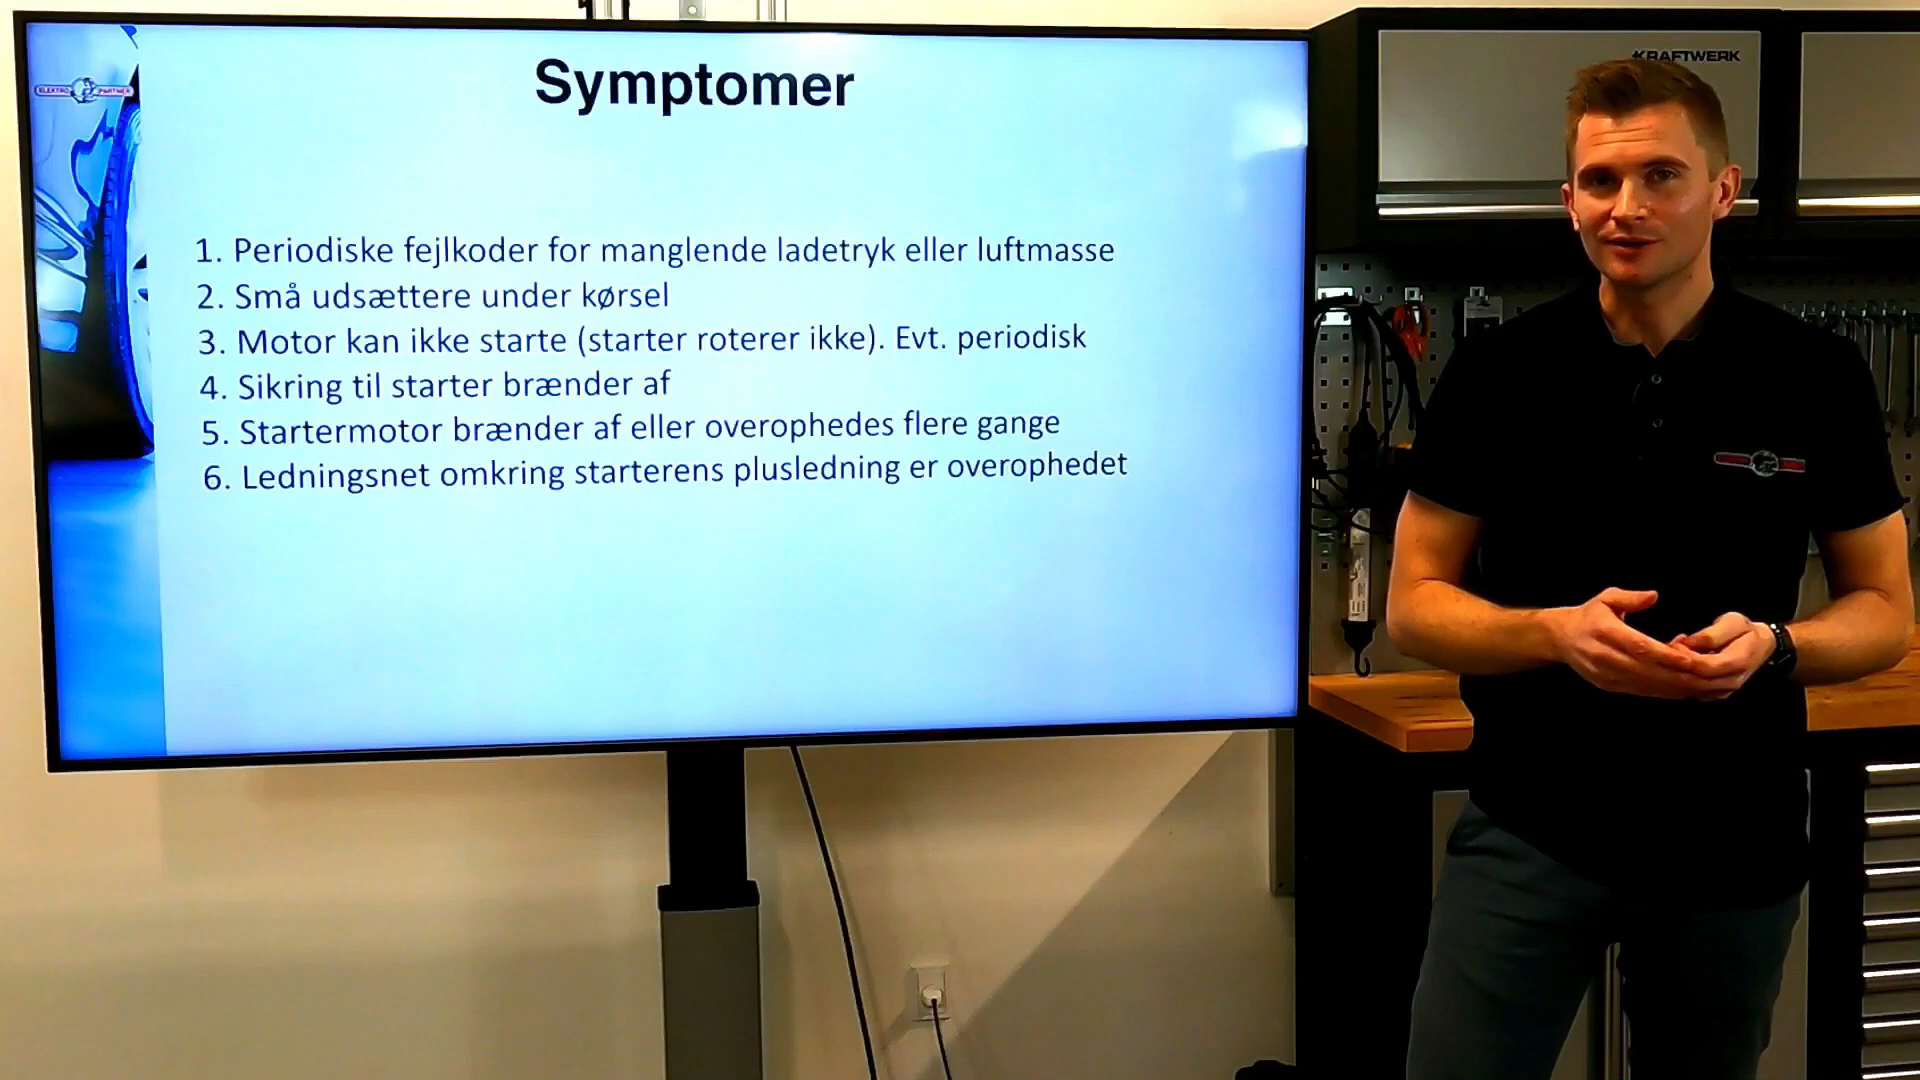 Symptomer
ELEKTRO PARTNER
KRAFTWERK
1. Periodiske fejlkoder for manglende ladetryk eller luftmasse
2. Små udsættere under kørsel
3. Motor kan ikke starte (starter roterer ikke). Evt. periodisk
4. Sikring til starter brænder af
5. Startermotor brænder af eller overophedes flere gange
6. Ledningsnet omkring starterens plusledning er overophedet